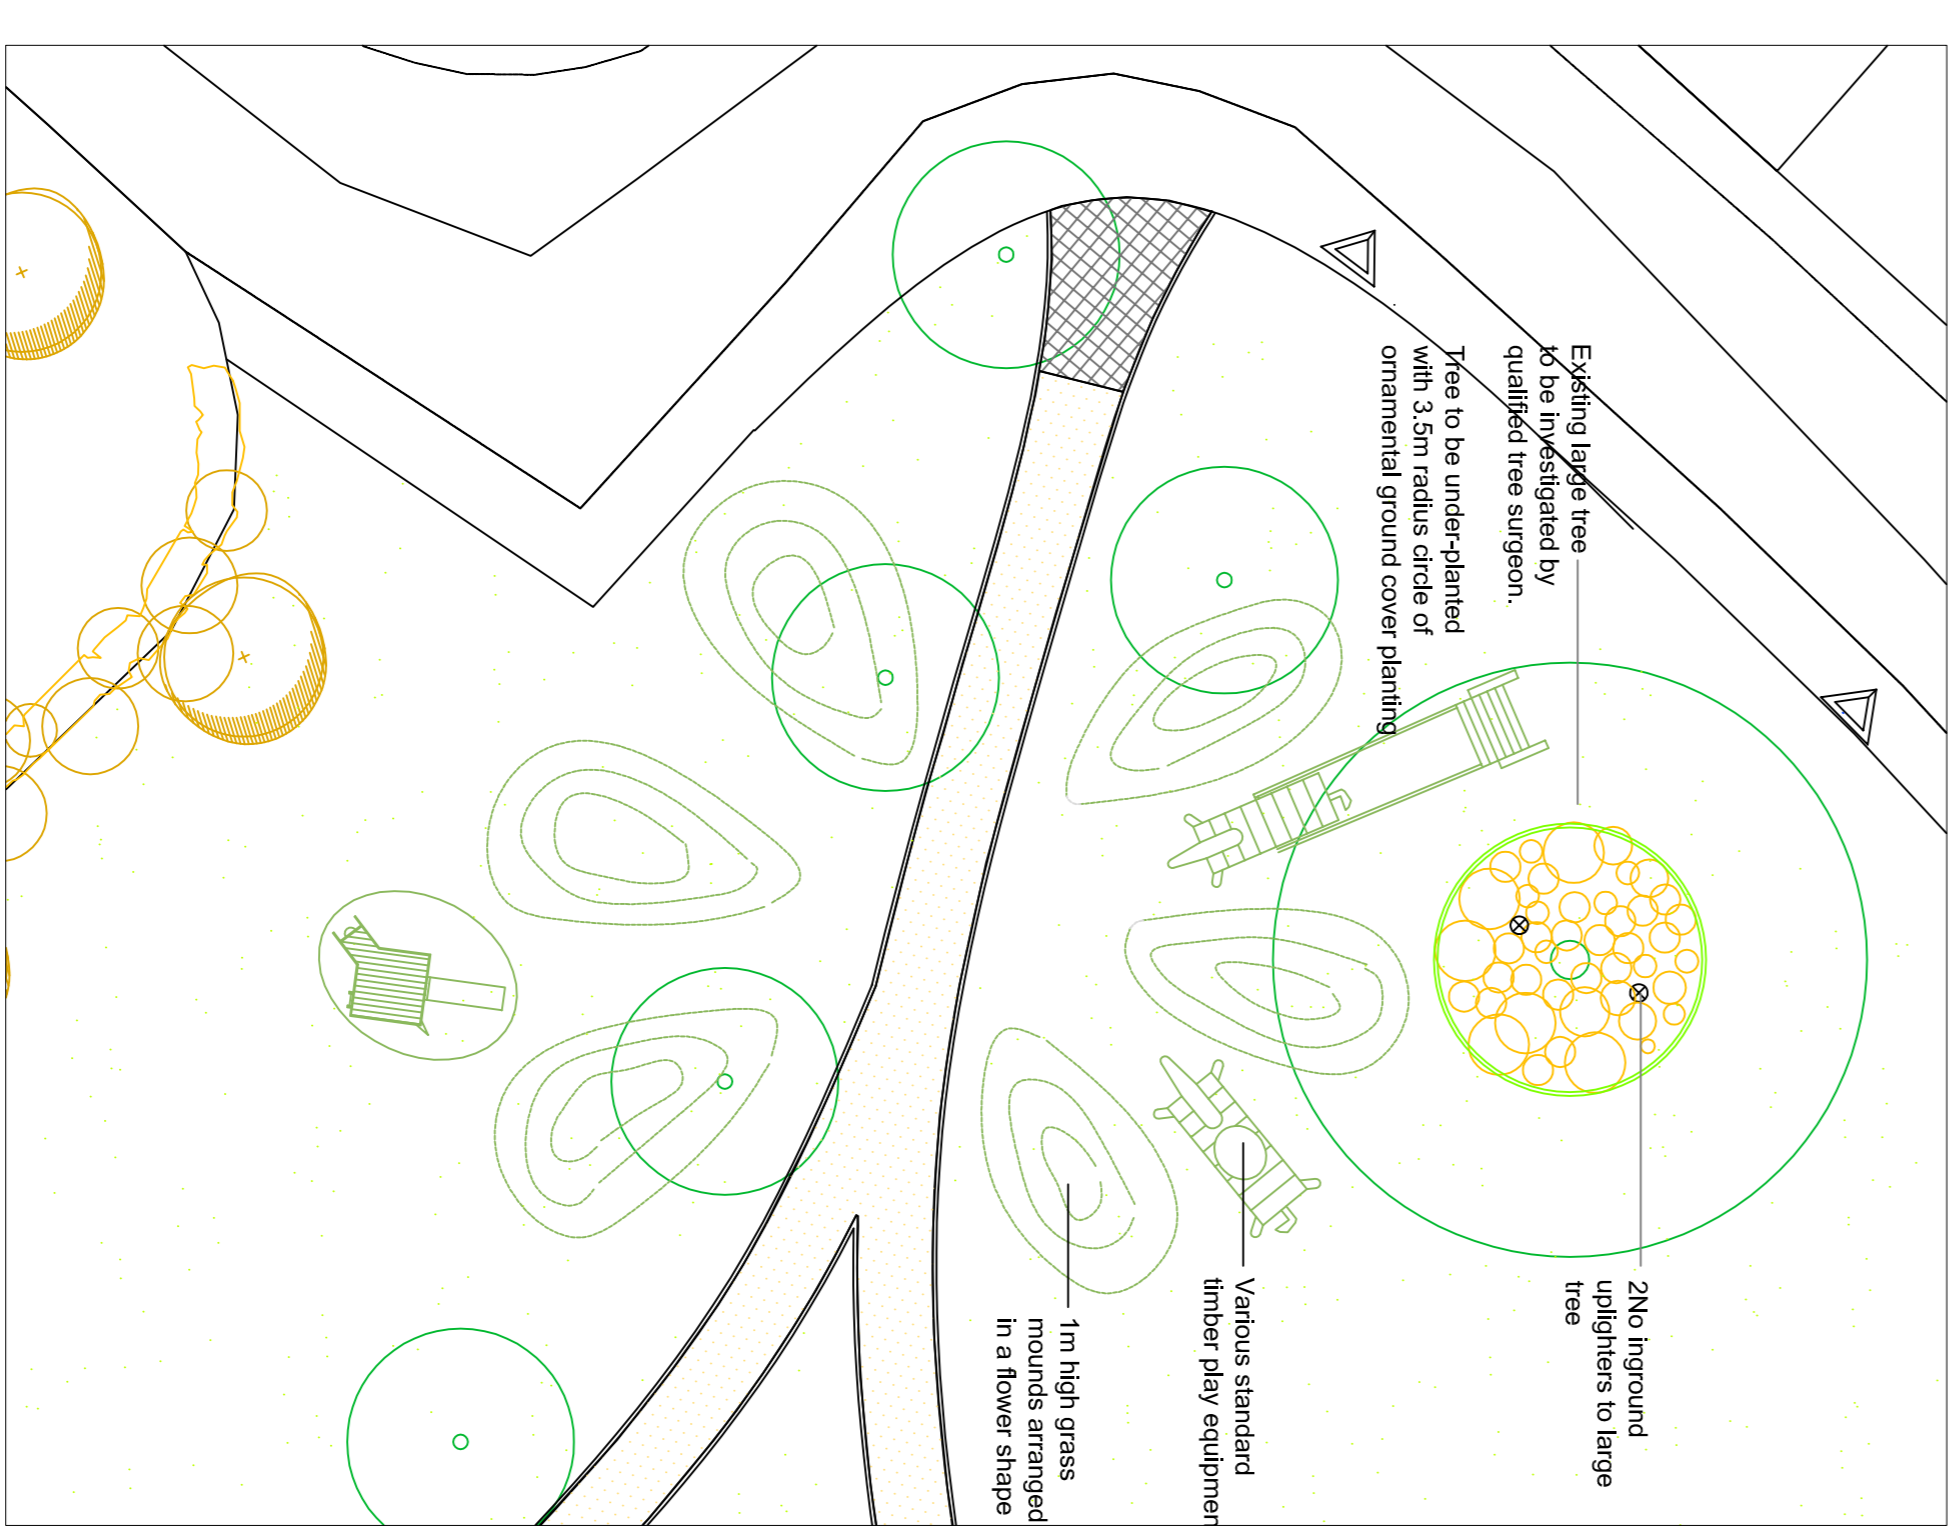 Existing large tree
to be investigated by
qualified tree surgeon.
Tree to be under-planted
with 3.5m radius circle of
ornamental ground cover planting
2No inground
uplighters to large
tree
Various standard
timber play equipmen
1m high grass
mounds arranged
in a flower shape